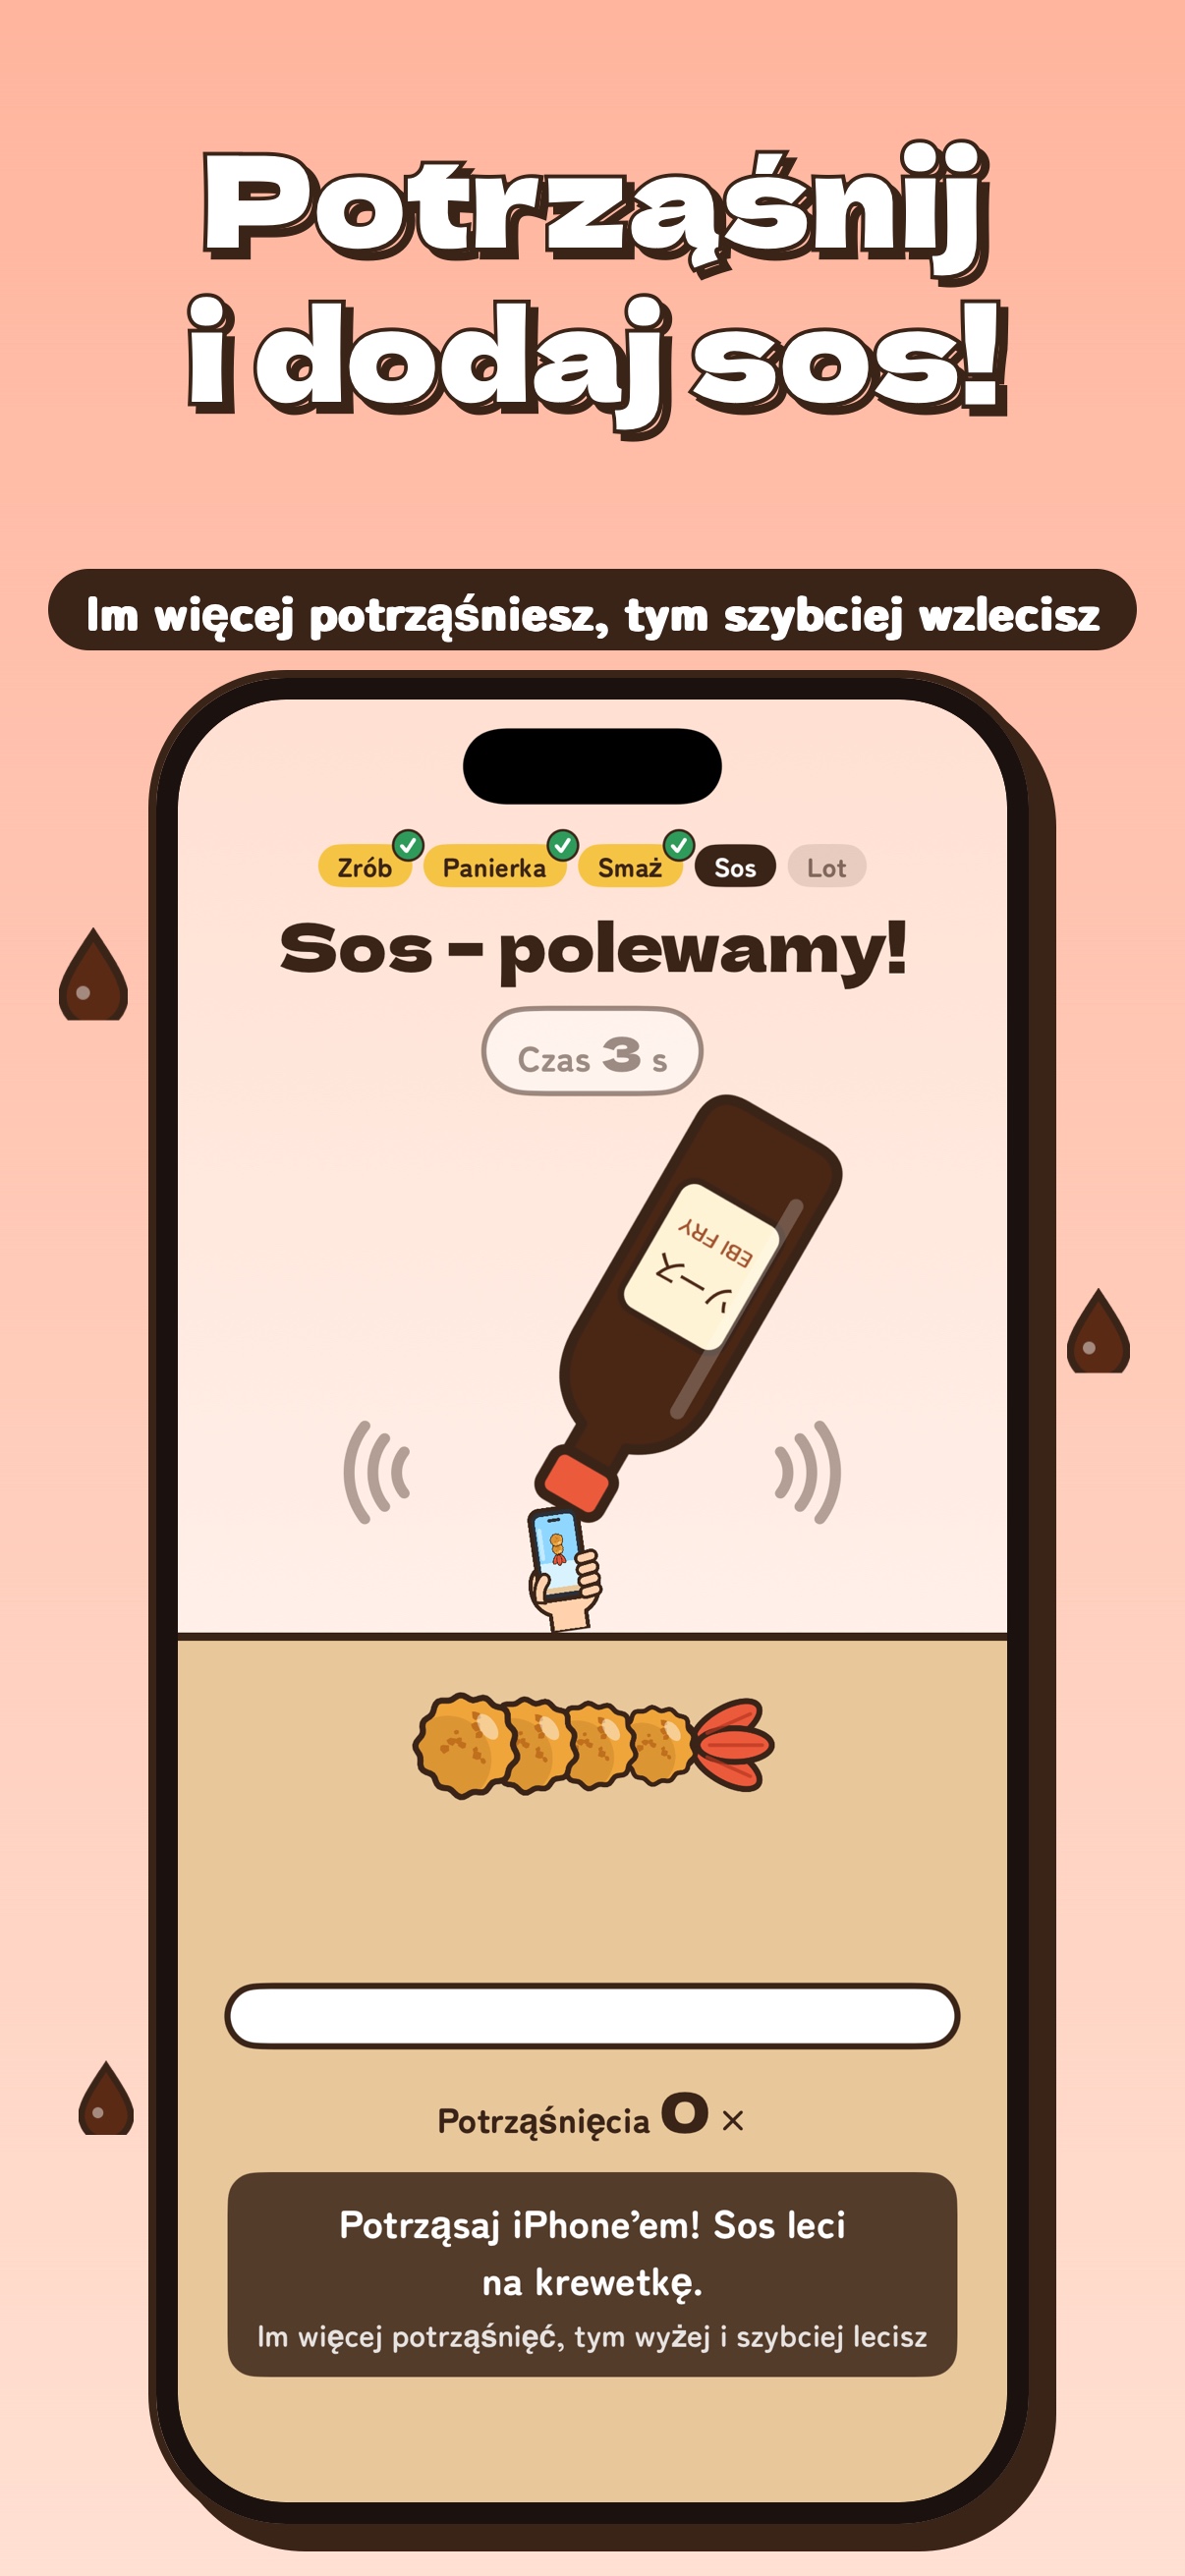 Potrząśnij
i dodaj sos!
Im więcej potrząśniesz, tym szybciej wzlecisz
Zrób Panierka Smaż Sos Lot
Sos – polewamy!
Czas 3 s
EBI FRY
ソース
Potrząśnięcia 0 ×
Potrząsaj iPhone’em! Sos leci
na krewetkę.
Im więcej potrząśnięć, tym wyżej i szybciej lecisz